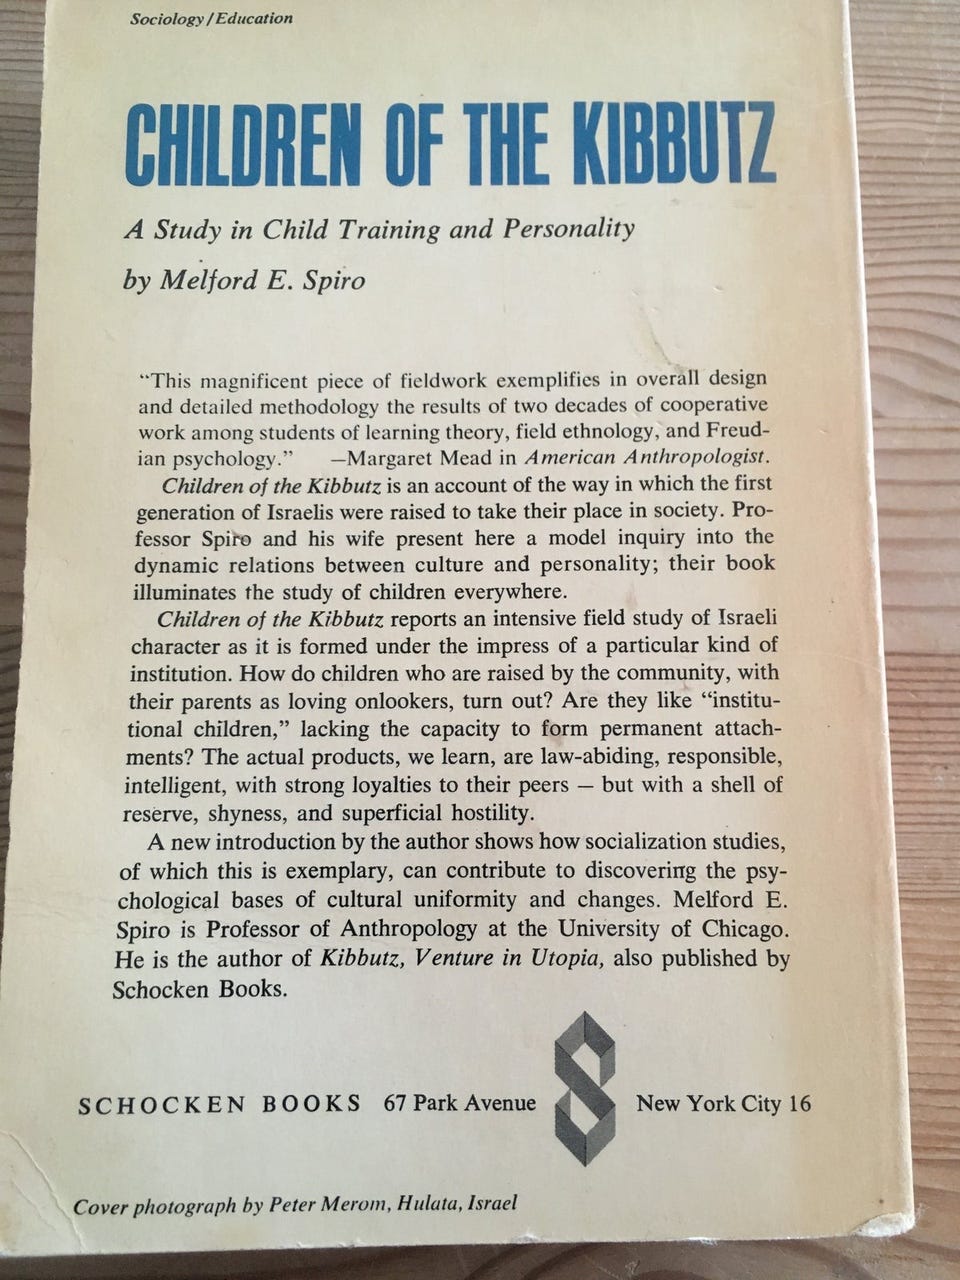 Sociology/Education
CHILDREN OF THE KIBBUTZ
A Study in Child Training and Personality
by Melford E. Spiro
“This magnificent piece of fieldwork exemplifies in overall design
and detailed methodology the results of two decades of cooperative
work among students of learning theory, field ethnology, and Freud-
ian psychology.” —Margaret Mead in American Anthropologist.
Children of the Kibbutz is an account of the way in which the first
generation of Israelis were raised to take their place in society. Pro-
fessor Spiro and his wife present here a model inquiry into the
dynamic relations between culture and personality; their book
illuminates the study of children everywhere.
Children of the Kibbutz reports an intensive field study of Israeli
character as it is formed under the impress of a particular kind of
institution. How do children who are raised by the community, with
their parents as loving onlookers, turn out? Are they like “institu-
tional children,” lacking the capacity to form permanent attach-
ments? The actual products, we learn, are law-abiding, responsible,
intelligent, with strong loyalties to their peers — but with a shell of
reserve, shyness, and superficial hostility.
A new introduction by the author shows how socialization studies,
of which this is exemplary, can contribute to discovering the psy-
chological bases of cultural uniformity and changes. Melford E.
Spiro is Professor of Anthropology at the University of Chicago.
He is the author of Kibbutz, Venture in Utopia, also published by
Schocken Books.
SCHOCKEN BOOKS 67 Park Avenue New York City 16
Cover photograph by Peter Merom, Hulata, Israel